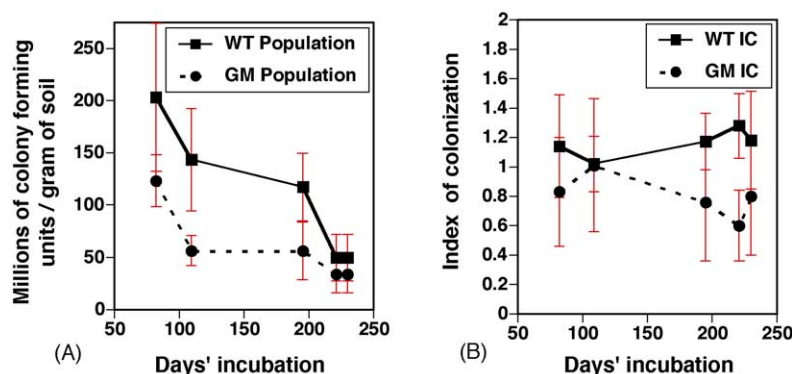 WT Population
GM Population
Millions of colony forming
units / gram of soil
250
200
150
100
50
0
50 100 150 200 250
Days' incubation
(A)
WT IC
GM IC
Index of colonization
2
1.8
1.6
1.4
1.2
1
0.8
0.6
0.4
0.2
0
50 100 150 200 250
Days' incubation
(B)